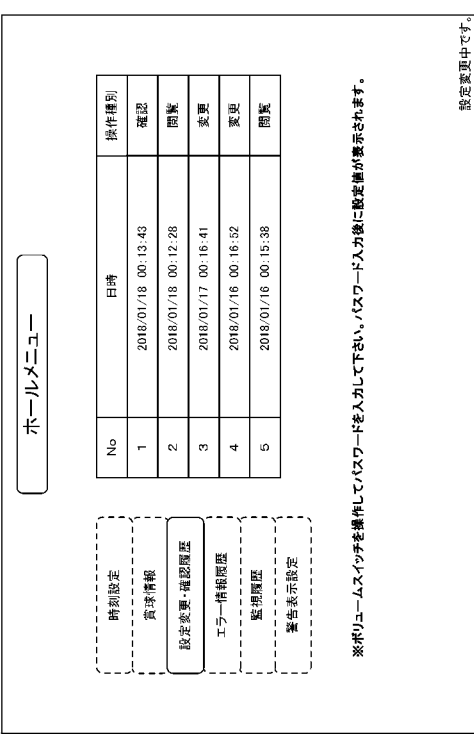 ホールメニュー
時刻設定
賞球情報
設定変更・確認履歴
エラー情報履歴
監視履歴
警告表示設定
No 日時 操作種別
1 2018/01/18 00:13:43 確認
2 2018/01/18 00:12:28 閲覧
3 2018/01/17 00:16:41 変更
4 2018/01/16 00:16:52 変更
5 2018/01/16 00:15:38 閲覧
※ボリュームスイッチを操作してパスワードを入力して下さい。パスワード入力後に設定値が表示されます。
設定変更中です。